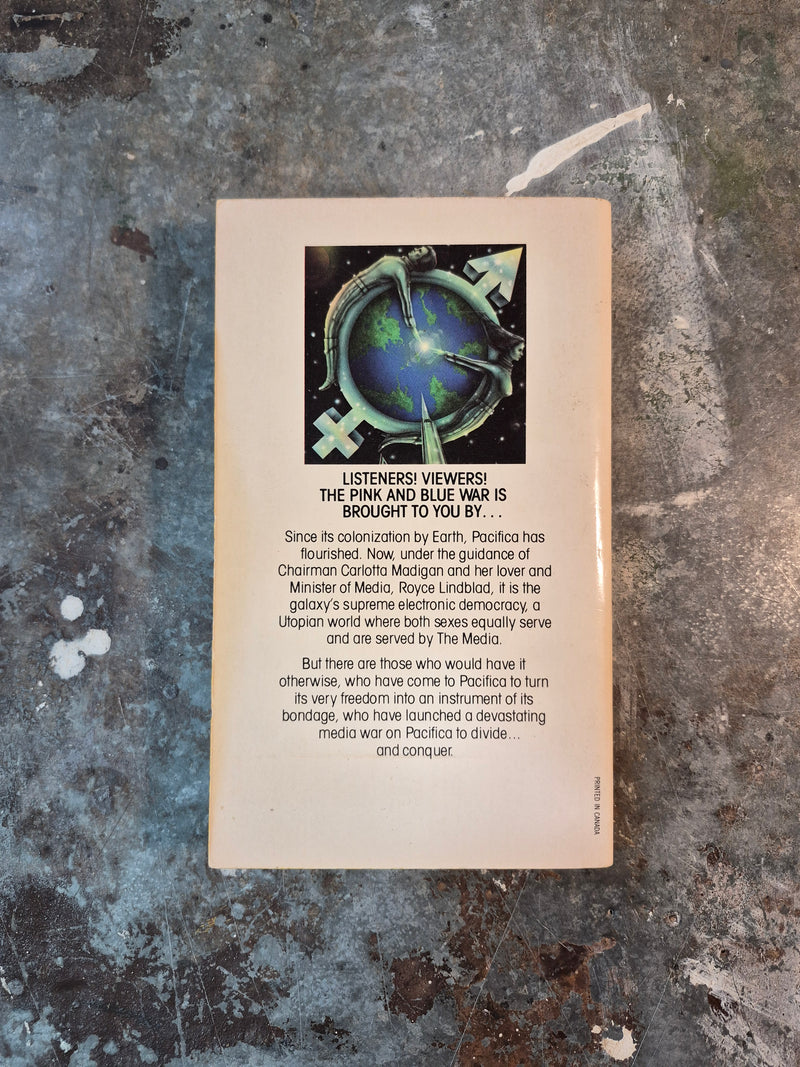 LISTENERS! VIEWERS!
THE PINK AND BLUE WAR IS
BROUGHT TO YOU BY...
Since its colonization by Earth, Pacifica has
flourished. Now, under the guidance of
Chairman Carlotta Madigan and her lover and
Minister of Media, Royce Lindblad, it is the
galaxy's supreme electronic democracy, a
Utopian world where both sexes equally serve
and are served by The Media.
But there are those who would have it
otherwise, who have come to Pacifica to turn
its very freedom into an instrument of its
bondage, who have launched a devastating
media war on Pacifica to divide...
and conquer.
PRINTED IN CANADA